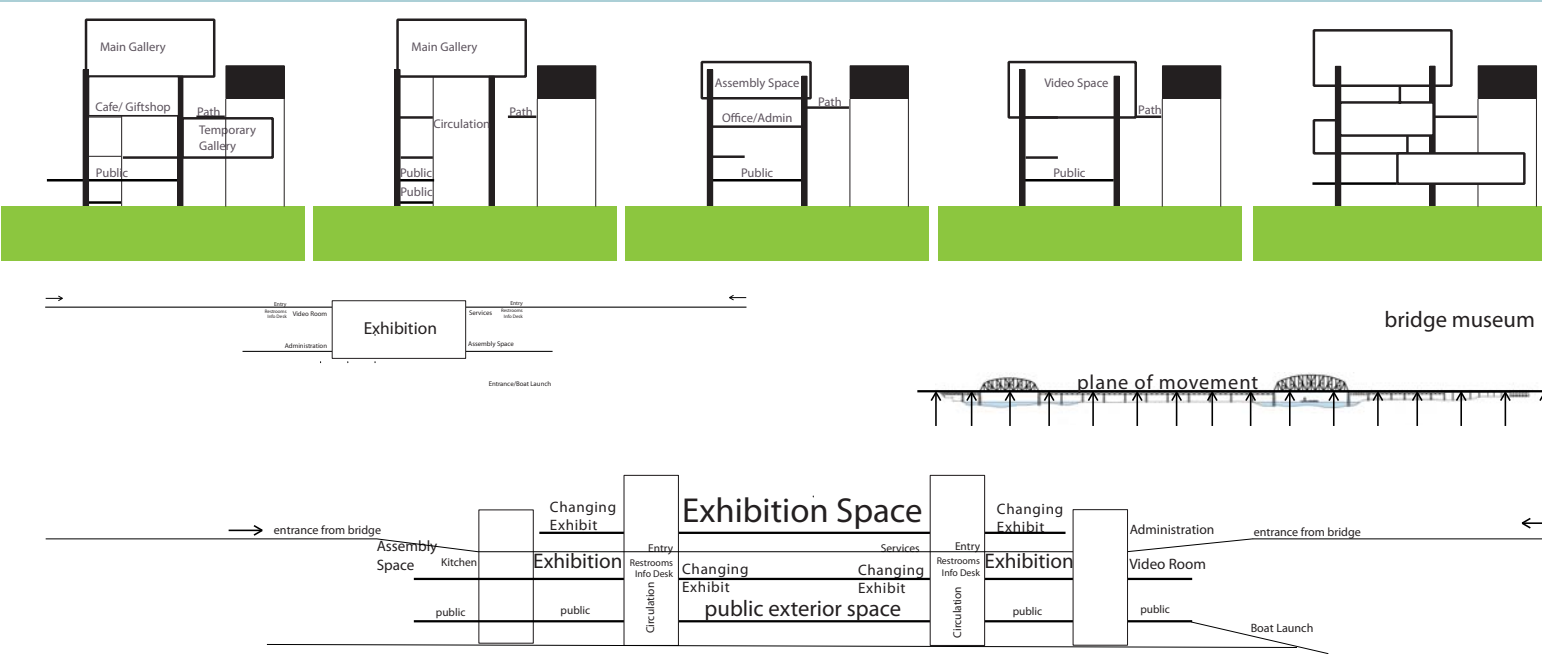 Main Gallery
Cafe/ Giftshop
Path
Temporary
Gallery
Public
Main Gallery
Path
Circulation
Public
Public
Assembly Space
Path
Office/Admin
Public
Video Space
Path
Public
Entry
Restrooms
Info Desk
Video Room
Exhibition
Administration
Entry
Services
Restrooms
Info Desk
Assembly Space
Entrance/Boat Launch
bridge museum
plane of movement
entrance from bridge
Assembly
Space
Kitchen
Changing
Exhibit
Exhibition
Entry
Restrooms
Info Desk
Circulation
Exhibition Space
Services
Changing
Exhibit
Changing
Exhibit
public exterior space
Entry
Restrooms
Info Desk
Circulation
Changing
Exhibit
Exhibition
Administration
entrance from bridge
Video Room
public
public
public
public
Boat Launch